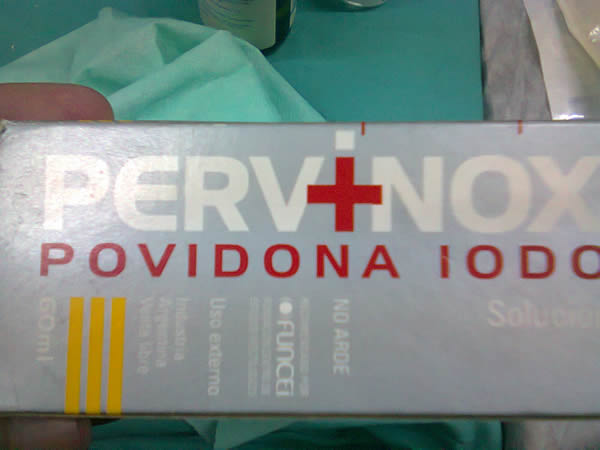 PERVINOX
POVIDONA IODO
Solucion
60ml
Industria
Argentina
Venta libre
Uso externo
FUNCEI
NO ARDE